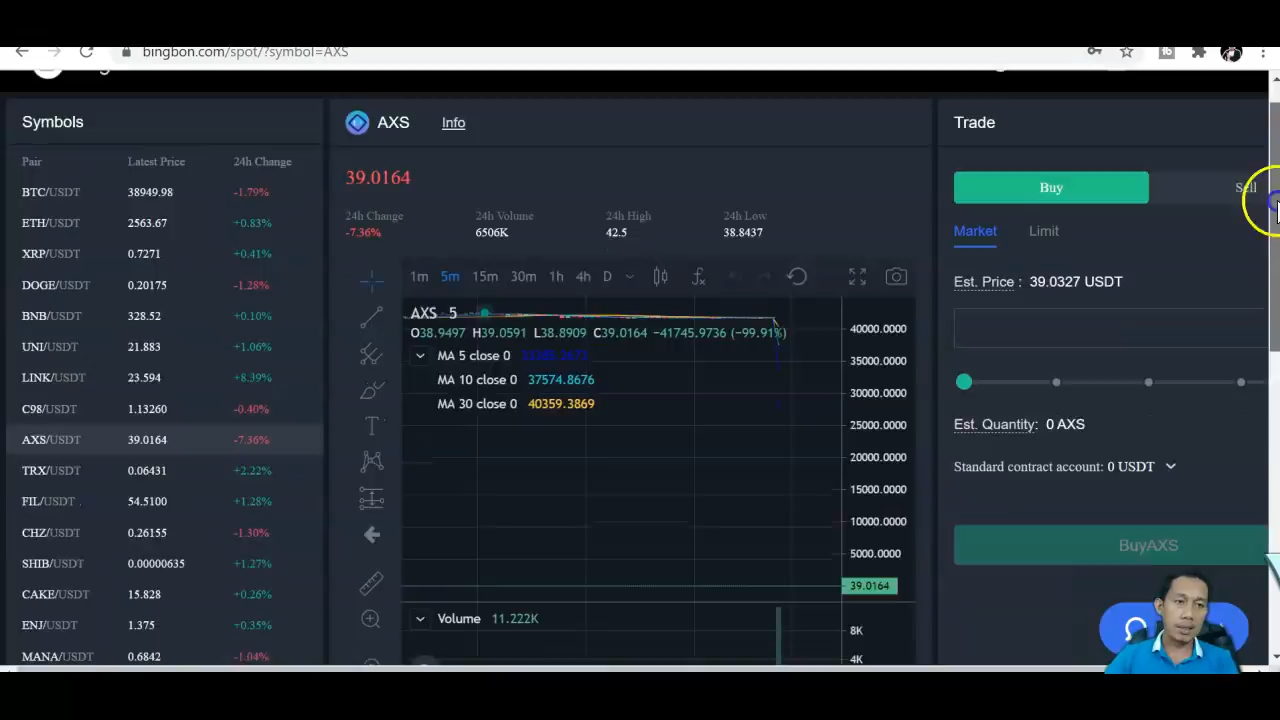 bingbon.com/spot/?symbol=AXS
Symbols
Pair Latest Price 24h Change
BTC/USDT 38949.98 -1.79%
ETH/USDT 2563.67 +0.83%
XRP/USDT 0.7271 +0.41%
DOGE/USDT 0.20175 -1.28%
BNB/USDT 328.52 +0.10%
UNI/USDT 21.883 +1.06%
LINK/USDT 23.594 +8.39%
C98/USDT 1.13260 -0.40%
AXS/USDT 39.0164 -7.36%
TRX/USDT 0.06431 +2.22%
FIL/USDT 54.5100 +1.28%
CHZ/USDT 0.26155 -1.30%
SHIB/USDT 0.00000635 +1.27%
CAKE/USDT 15.828 +0.26%
ENJ/USDT 1.375 +0.35%
MANA/USDT 0.6842 -1.04%
AXS Info
39.0164
24h Change 24h Volume 24h High 24h Low
-7.36% 6506K 42.5 38.8437
1m 5m 15m 30m 1h 4h D
AXS 5
O38.9497 H39.0591 L38.8909 C39.0164 −41745.9736 (−99.91%)
MA 5 close 0
MA 10 close 0 37574.8676
MA 30 close 0 40359.3869
40000.0000
35000.0000
30000.0000
25000.0000
20000.0000
15000.0000
10000.0000
5000.0000
39.0164
Volume 11.222K
8K
4K
Trade
Buy Sell
Market Limit
Est. Price : 39.0327 USDT
Est. Quantity: 0 AXS
Standard contract account: 0 USDT
BuyAXS